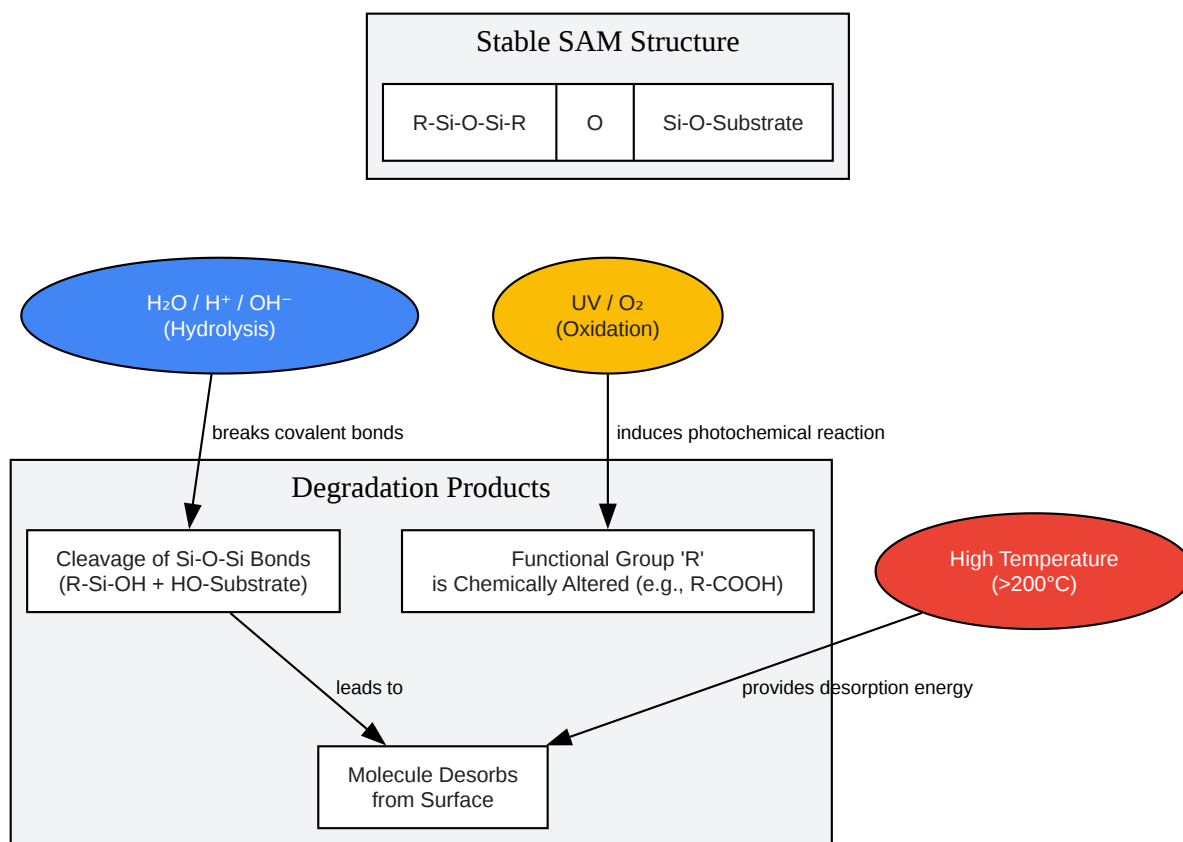 Stable SAM Structure
R-Si-O-Si-R
O
Si-O-Substrate
H₂O / H⁺ / OH⁻
(Hydrolysis)
UV / O₂
(Oxidation)
breaks covalent bonds
induces photochemical reaction
Degradation Products
Cleavage of Si-O-Si Bonds
(R-Si-OH + HO-Substrate)
Functional Group 'R'
is Chemically Altered (e.g., R-COOH)
High Temperature
(>200°C)
leads to
provides desorption energy
Molecule Desorbs
from Surface